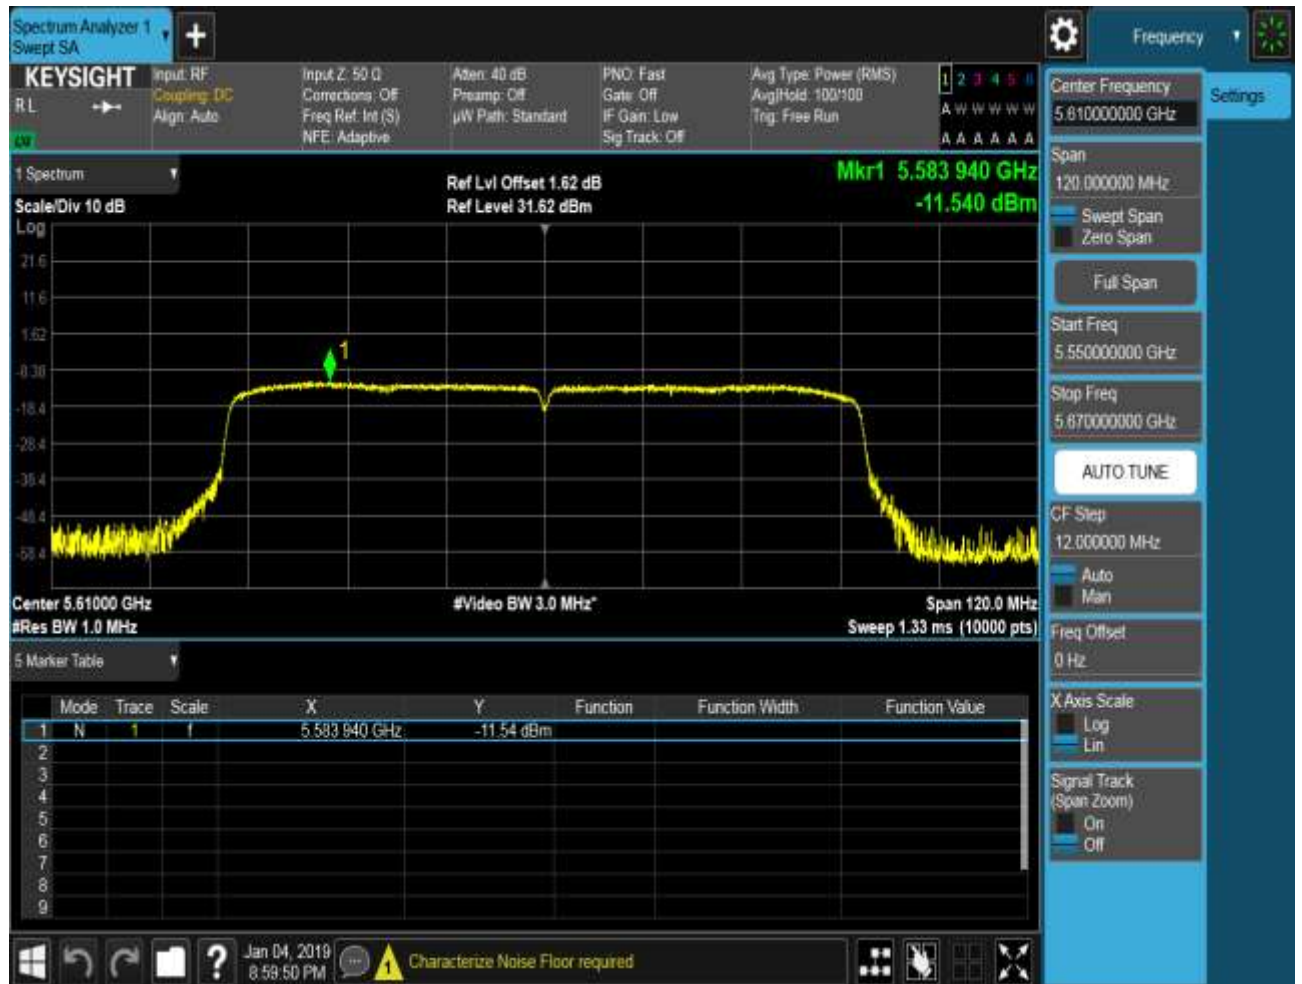 Spectrum Analyzer 1
Swept SA
Frequency
KEYSIGHT
Input: RF
Coupling: DC
Align: Auto
Input Z: 50 Ω
Corrections: Off
Freq Ref: Int (S)
NFE: Adaptive
Atten: 40 dB
Preamp: Off
µW Path: Standard
PNO: Fast
Gate: Off
IF Gain: Low
Sig Track: Off
Avg Type: Power (RMS)
Avg|Hold: 100/100
Trig: Free Run
1 2 3 4 5 6
A W W W W W
A A A A A A
R L
Center Frequency
5.610000000 GHz
Settings
Span
120.000000 MHz
Swept Span
Zero Span
Full Span
Start Freq
5.550000000 GHz
Stop Freq
5.670000000 GHz
AUTO TUNE
CF Step
12.000000 MHz
Auto
Man
Freq Offset
0 Hz
X Axis Scale
Log
Lin
Signal Track
(Span Zoom)
On
Off
1 Spectrum
Scale/Div 10 dB
Ref Lvl Offset 1.62 dB
Ref Level 31.62 dBm
Mkr1 5.583 940 GHz
-11.540 dBm
Log
21.6
11.6
1.62
-8.38
-18.4
-28.4
-38.4
-48.4
-58.4
1
Center 5.61000 GHz
#Res BW 1.0 MHz
#Video BW 3.0 MHz*
Span 120.0 MHz
Sweep 1.33 ms (10000 pts)
5 Marker Table
Mode Trace Scale X Y Function Function Width Function Value
1 N 1 f 5.583 940 GHz -11.54 dBm
2
3
4
5
6
7
8
9
Jan 04, 2019
8:59:50 PM
1
Characterize Noise Floor required